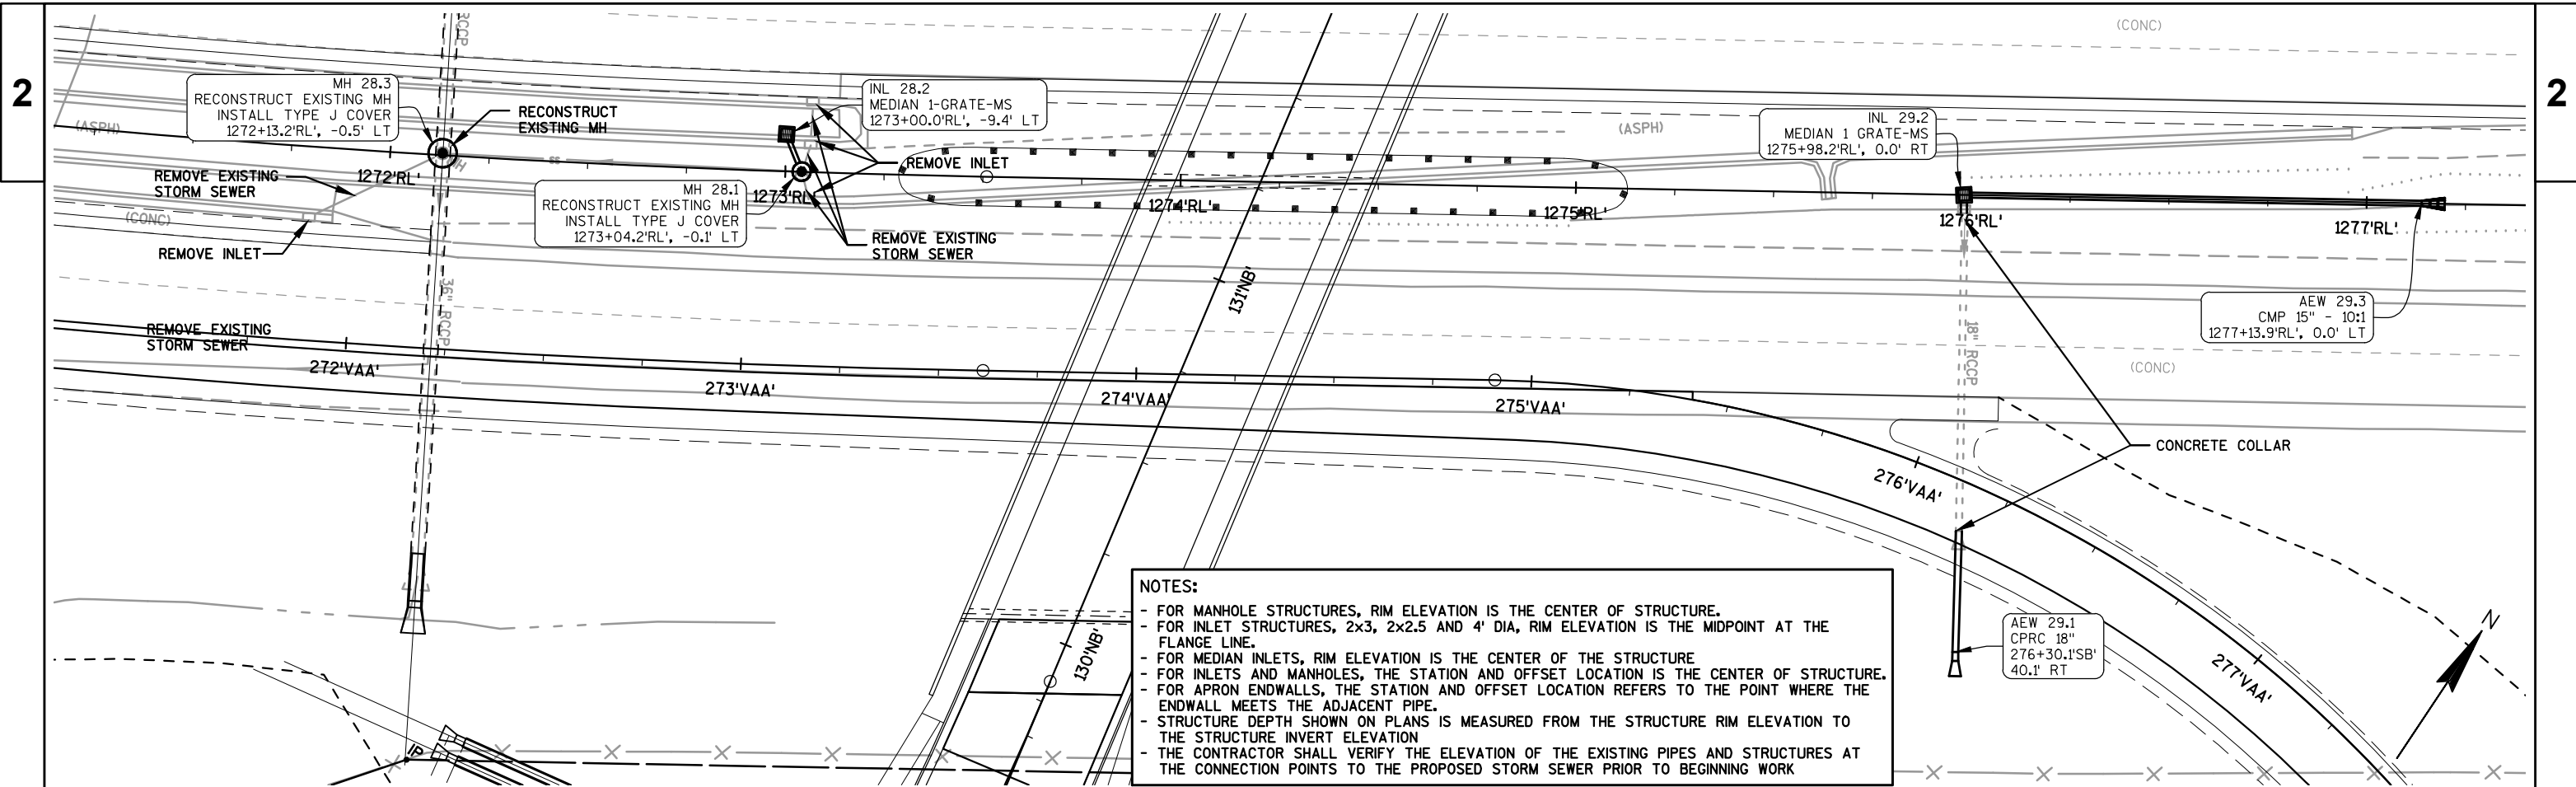 2
2
RCCP
(CONC)
MH 28.3
RECONSTRUCT EXISTING MH
INSTALL TYPE J COVER
1272+13.2'RL', -0.5' LT
RECONSTRUCT
EXISTING MH
INL 28.2
MEDIAN 1-GRATE-MS
1273+00.0'RL', -9.4' LT
INL 29.2
MEDIAN 1 GRATE-MS
1275+98.2'RL', 0.0' RT
(ASPH)
(ASPH)
REMOVE INLET
REMOVE EXISTING
STORM SEWER
1272'RL'
MH 28.1
RECONSTRUCT EXISTING MH
INSTALL TYPE J COVER
1273+04.2'RL', -0.1' LT
1273'RL'
1274'RL'
1275'RL'
1276'RL'
1277'RL'
(CONC)
REMOVE INLET
REMOVE EXISTING
STORM SEWER
131'NB'
36" RCCP
AEW 29.3
CMP 15" - 10:1
1277+13.9'RL', 0.0' LT
REMOVE EXISTING
STORM SEWER
18" RCCP
(CONC)
272'VAA'
273'VAA'
274'VAA'
275'VAA'
276'VAA'
277'VAA'
CONCRETE COLLAR
NOTES:
- FOR MANHOLE STRUCTURES, RIM ELEVATION IS THE CENTER OF STRUCTURE.
- FOR INLET STRUCTURES, 2x3, 2x2.5 AND 4' DIA, RIM ELEVATION IS THE MIDPOINT AT THE
FLANGE LINE.
- FOR MEDIAN INLETS, RIM ELEVATION IS THE CENTER OF THE STRUCTURE
- FOR INLETS AND MANHOLES, THE STATION AND OFFSET LOCATION IS THE CENTER OF STRUCTURE.
- FOR APRON ENDWALLS, THE STATION AND OFFSET LOCATION REFERS TO THE POINT WHERE THE
ENDWALL MEETS THE ADJACENT PIPE.
- STRUCTURE DEPTH SHOWN ON PLANS IS MEASURED FROM THE STRUCTURE RIM ELEVATION TO
THE STRUCTURE INVERT ELEVATION
- THE CONTRACTOR SHALL VERIFY THE ELEVATION OF THE EXISTING PIPES AND STRUCTURES AT
THE CONNECTION POINTS TO THE PROPOSED STORM SEWER PRIOR TO BEGINNING WORK
AEW 29.1
CPRC 18"
276+30.1'SB'
40.1' RT
N
130'NB'
IP